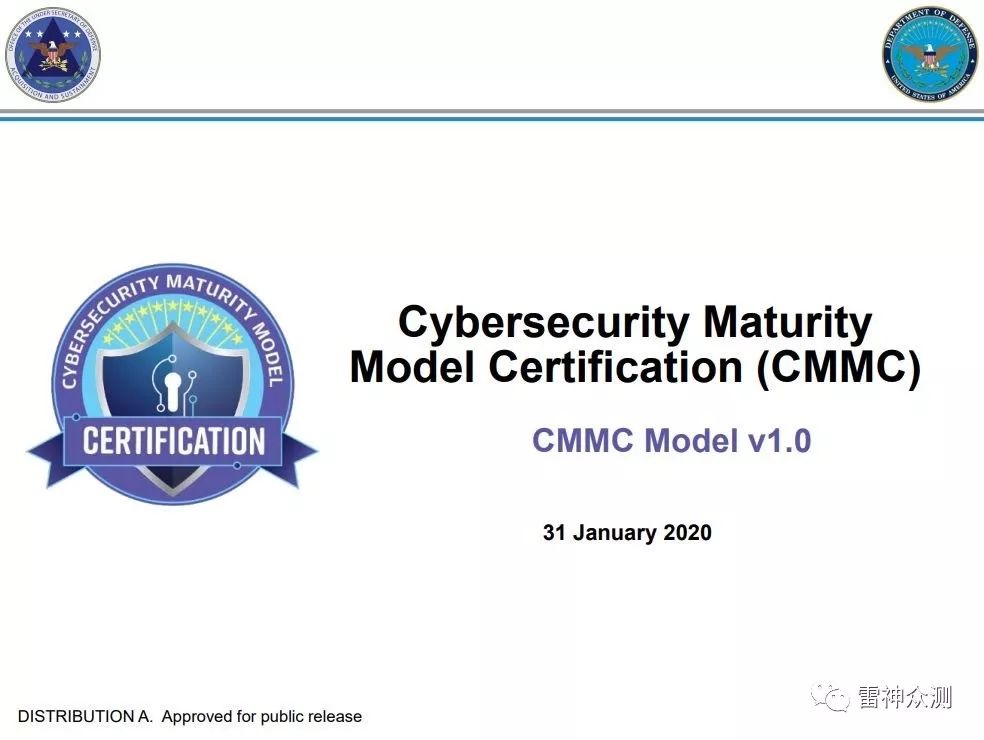 OFFICE OF THE UNDER SECRETARY OF DEFENSE
ACQUISITION AND SUSTAINMENT
DEPARTMENT OF DEFENSE
UNITED STATES OF AMERICA
CYBERSECURITY MATURITY MODEL
CERTIFICATION
Cybersecurity Maturity
Model Certification (CMMC)
CMMC Model v1.0
31 January 2020
DISTRIBUTION A. Approved for public release
雷神众测